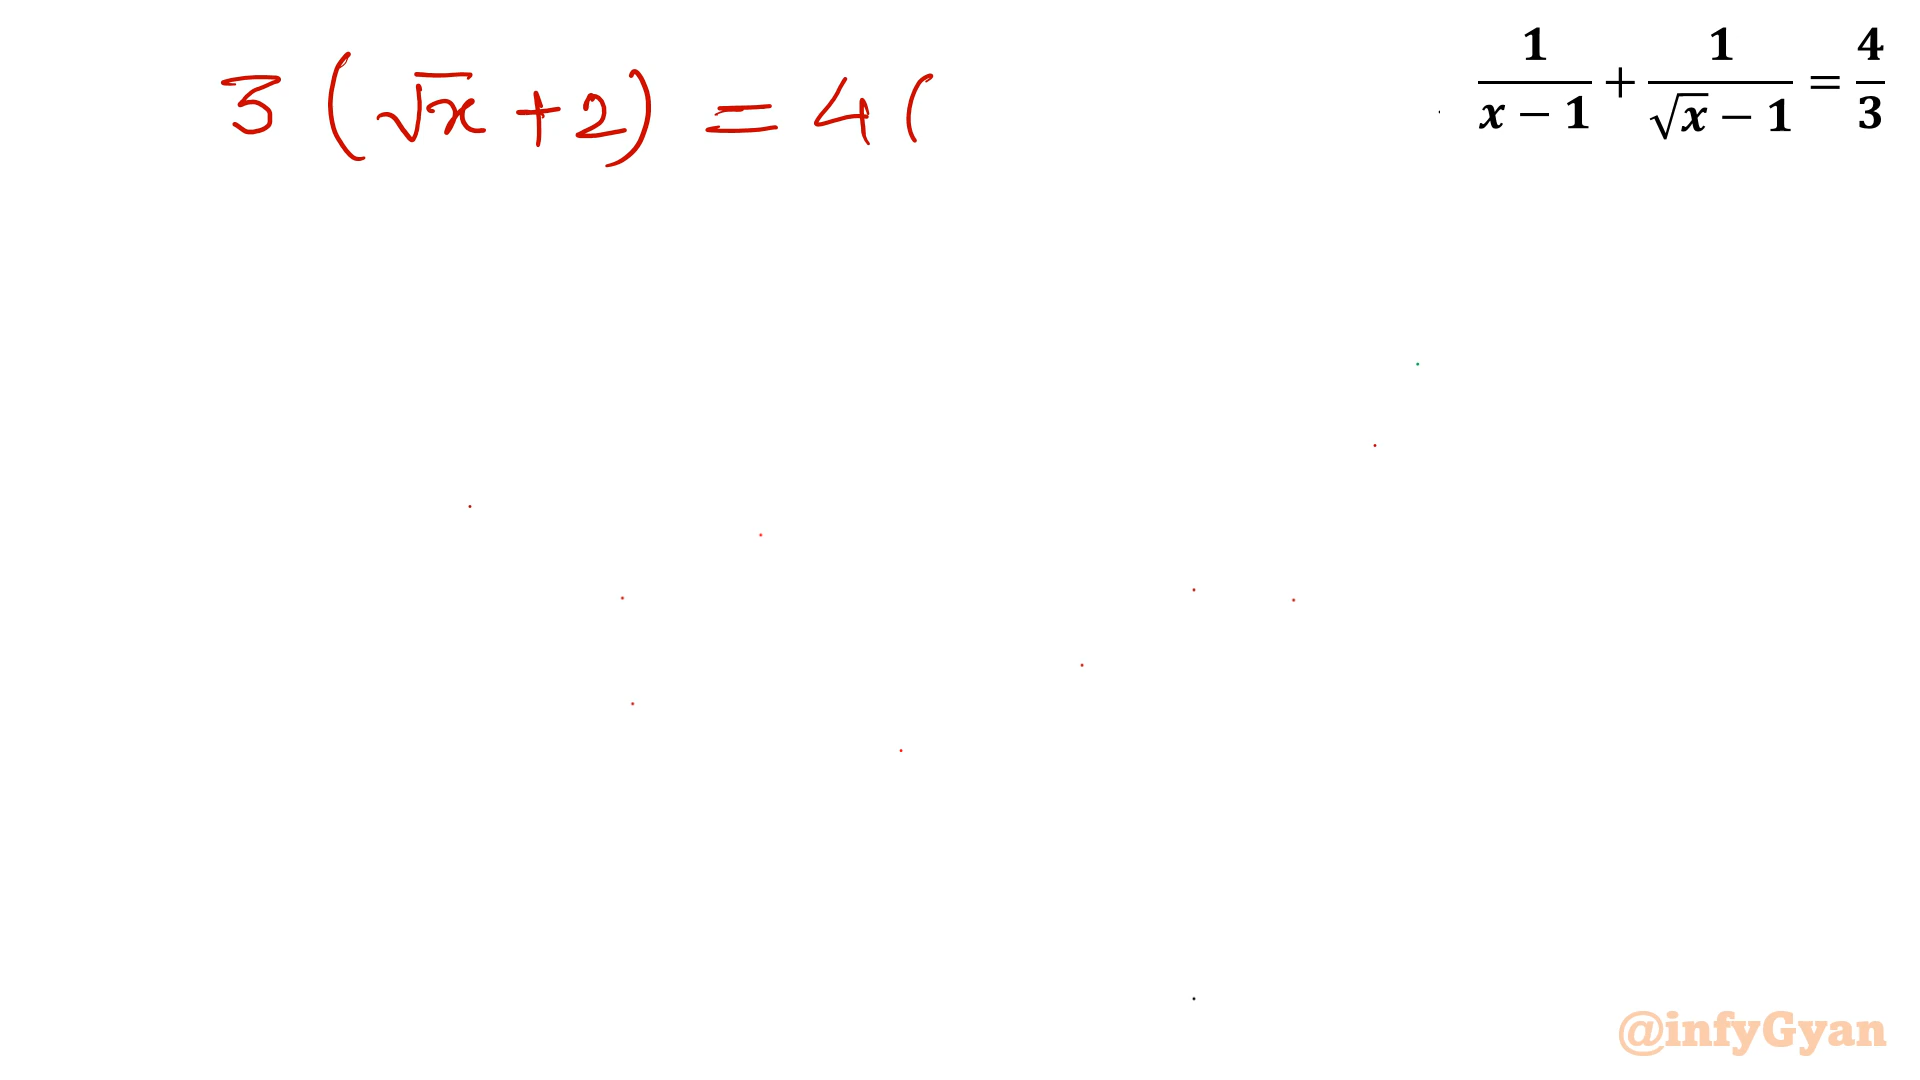 3 (√x + 2) = 4 (
1/(x − 1) + 1/(√x − 1) = 4/3
@infyGyan